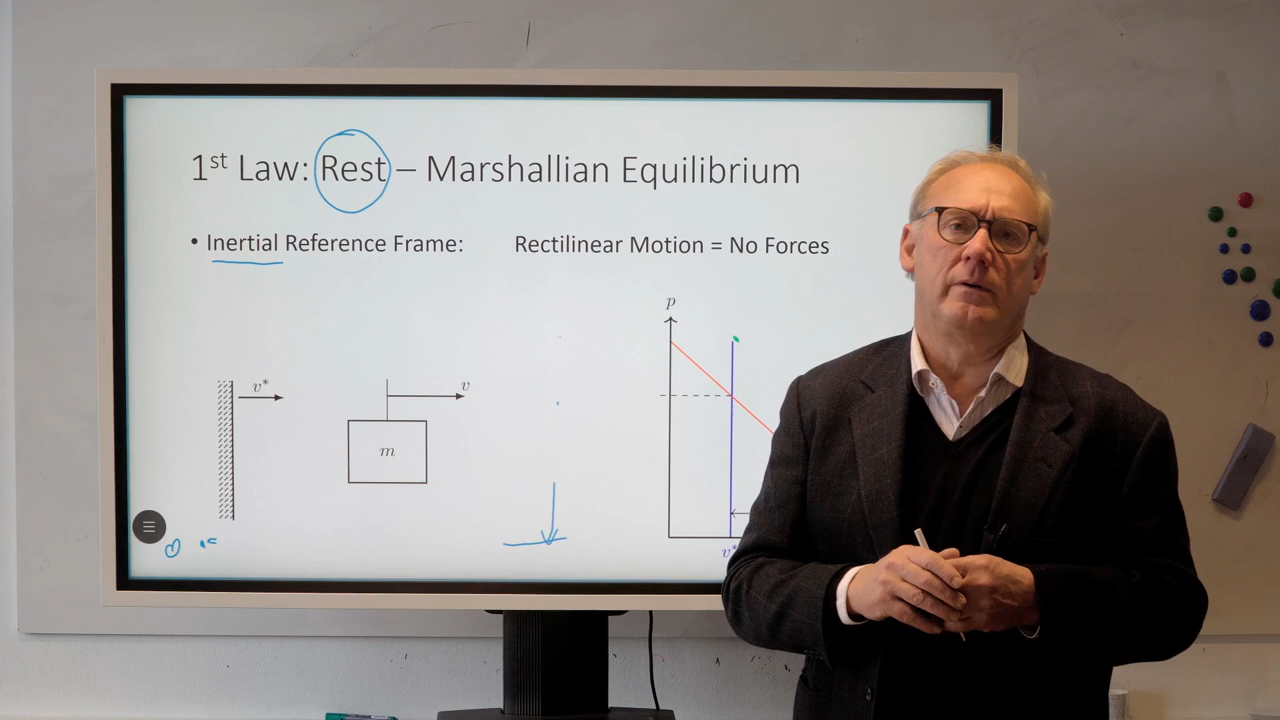 1st Law: Rest – Marshallian Equilibrium
• Inertial Reference Frame: Rectilinear Motion = No Forces
p
v*
v
m
v*